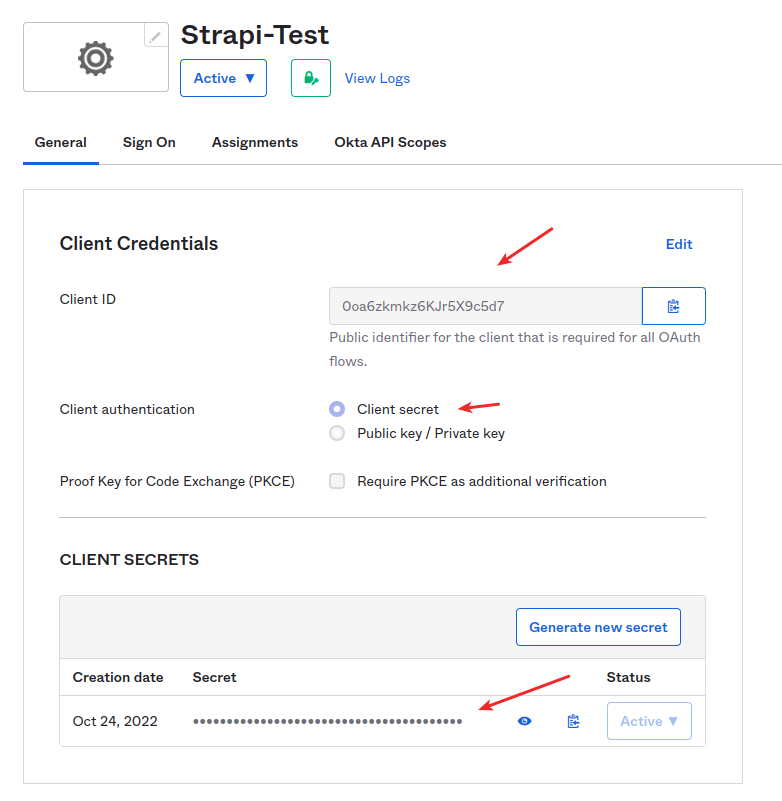 Strapi-Test
Active ▼
View Logs
General Sign On Assignments Okta API Scopes
Client Credentials
Edit
Client ID
0oa6zkmkz6KJr5X9c5d7
Public identifier for the client that is required for all OAuth
flows.
Client authentication
Client secret
Public key / Private key
Proof Key for Code Exchange (PKCE)
Require PKCE as additional verification
CLIENT SECRETS
Generate new secret
Creation date Secret Status
Oct 24, 2022 •••••••••••••••••••••••••••••••••••••••• Active ▼